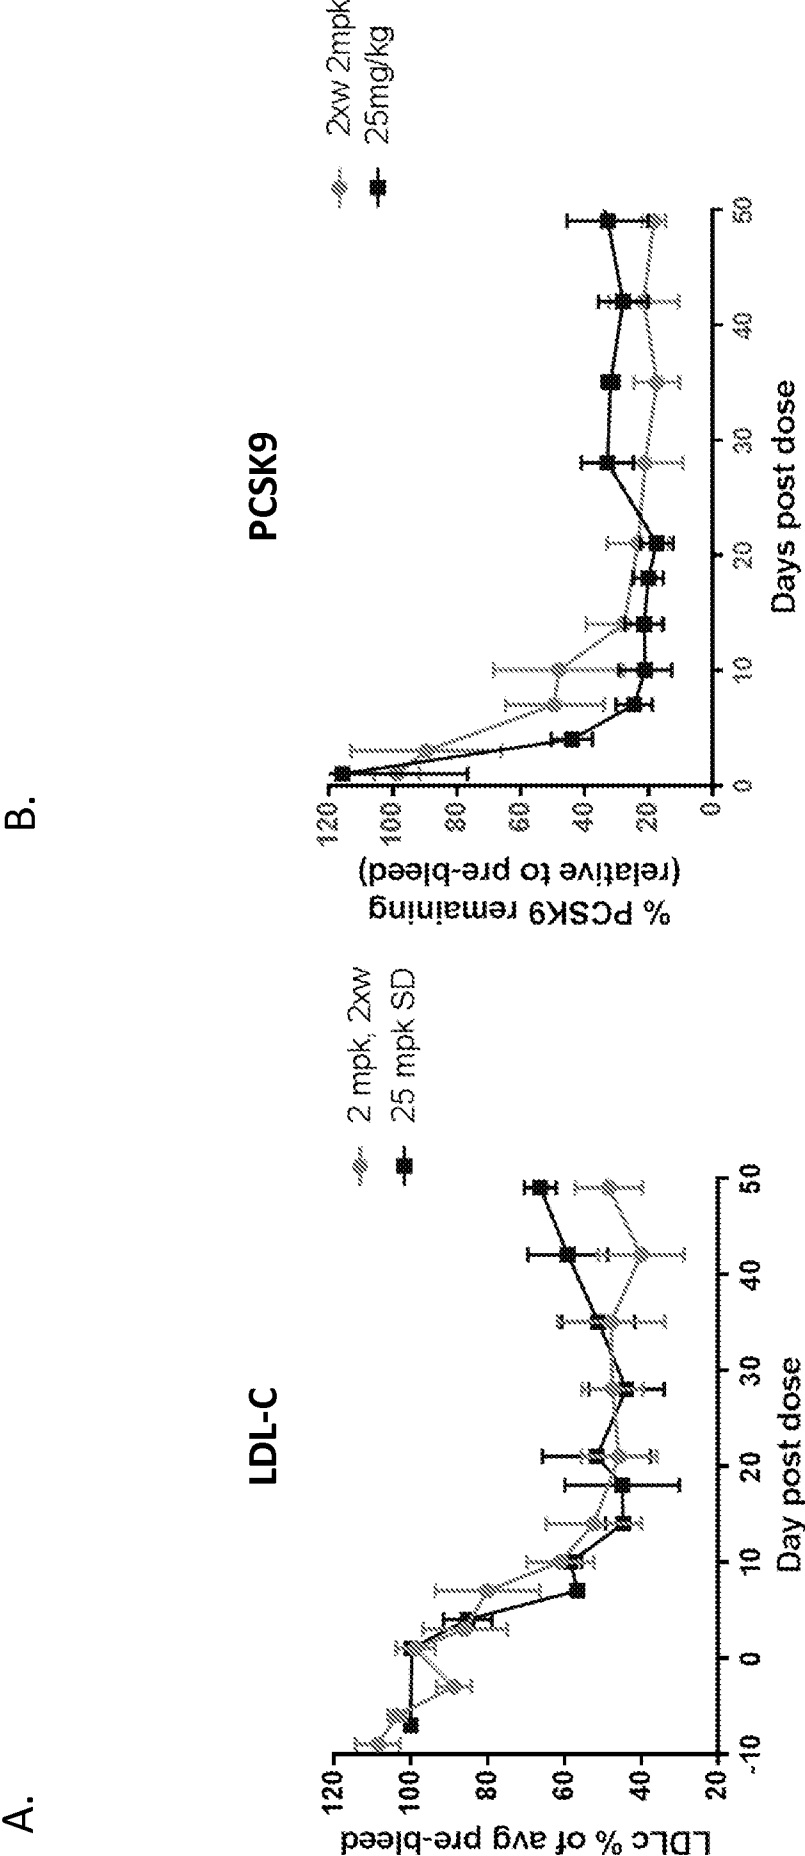 A.
LDL-C
2 mpk, 2xw
25 mpk SD
LDLc % of avg pre-bleed
120
100
80
60
40
20
-10
0
10
20
30
40
50
Day post dose
B.
PCSK9
2xw 2mpk
25mg/kg
% PCSK9 remaining
(relative to pre-bleed)
120
100
80
60
40
20
0
0
10
20
30
40
50
Days post dose